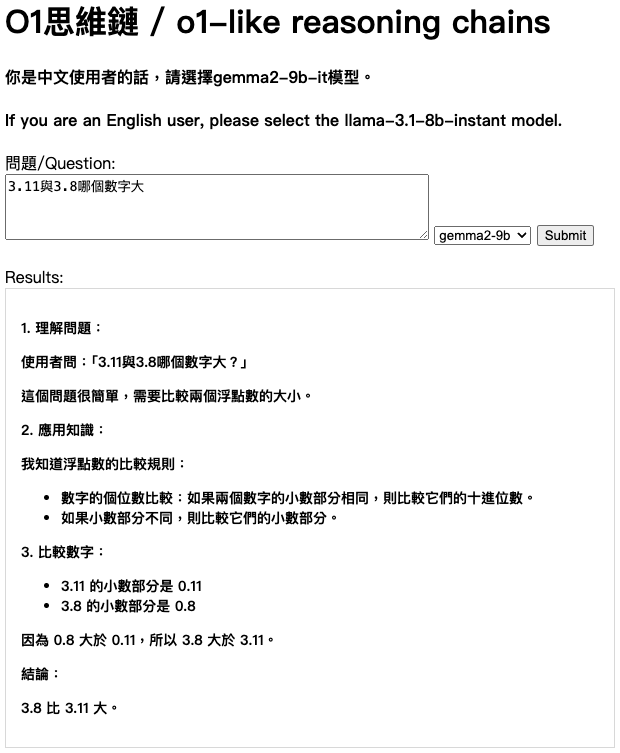 O1思維鏈 / o1-like reasoning chains
你是中文使用者的話，請選擇gemma2-9b-it模型。
If you are an English user, please select the llama-3.1-8b-instant model.
問題/Question:
3.11與3.8哪個數字大
gemma2-9b
Submit
Results:
1. 理解問題：
使用者問：「3.11與3.8哪個數字大？」
這個問題很簡單，需要比較兩個浮點數的大小。
2. 應用知識：
我知道浮點數的比較規則：
• 數字的個位數比較：如果兩個數字的小數部分相同，則比較它們的十進位數。
• 如果小數部分不同，則比較它們的小數部分。
3. 比較數字：
• 3.11 的小數部分是 0.11
• 3.8 的小數部分是 0.8
因為 0.8 大於 0.11，所以 3.8 大於 3.11。
結論：
3.8 比 3.11 大。